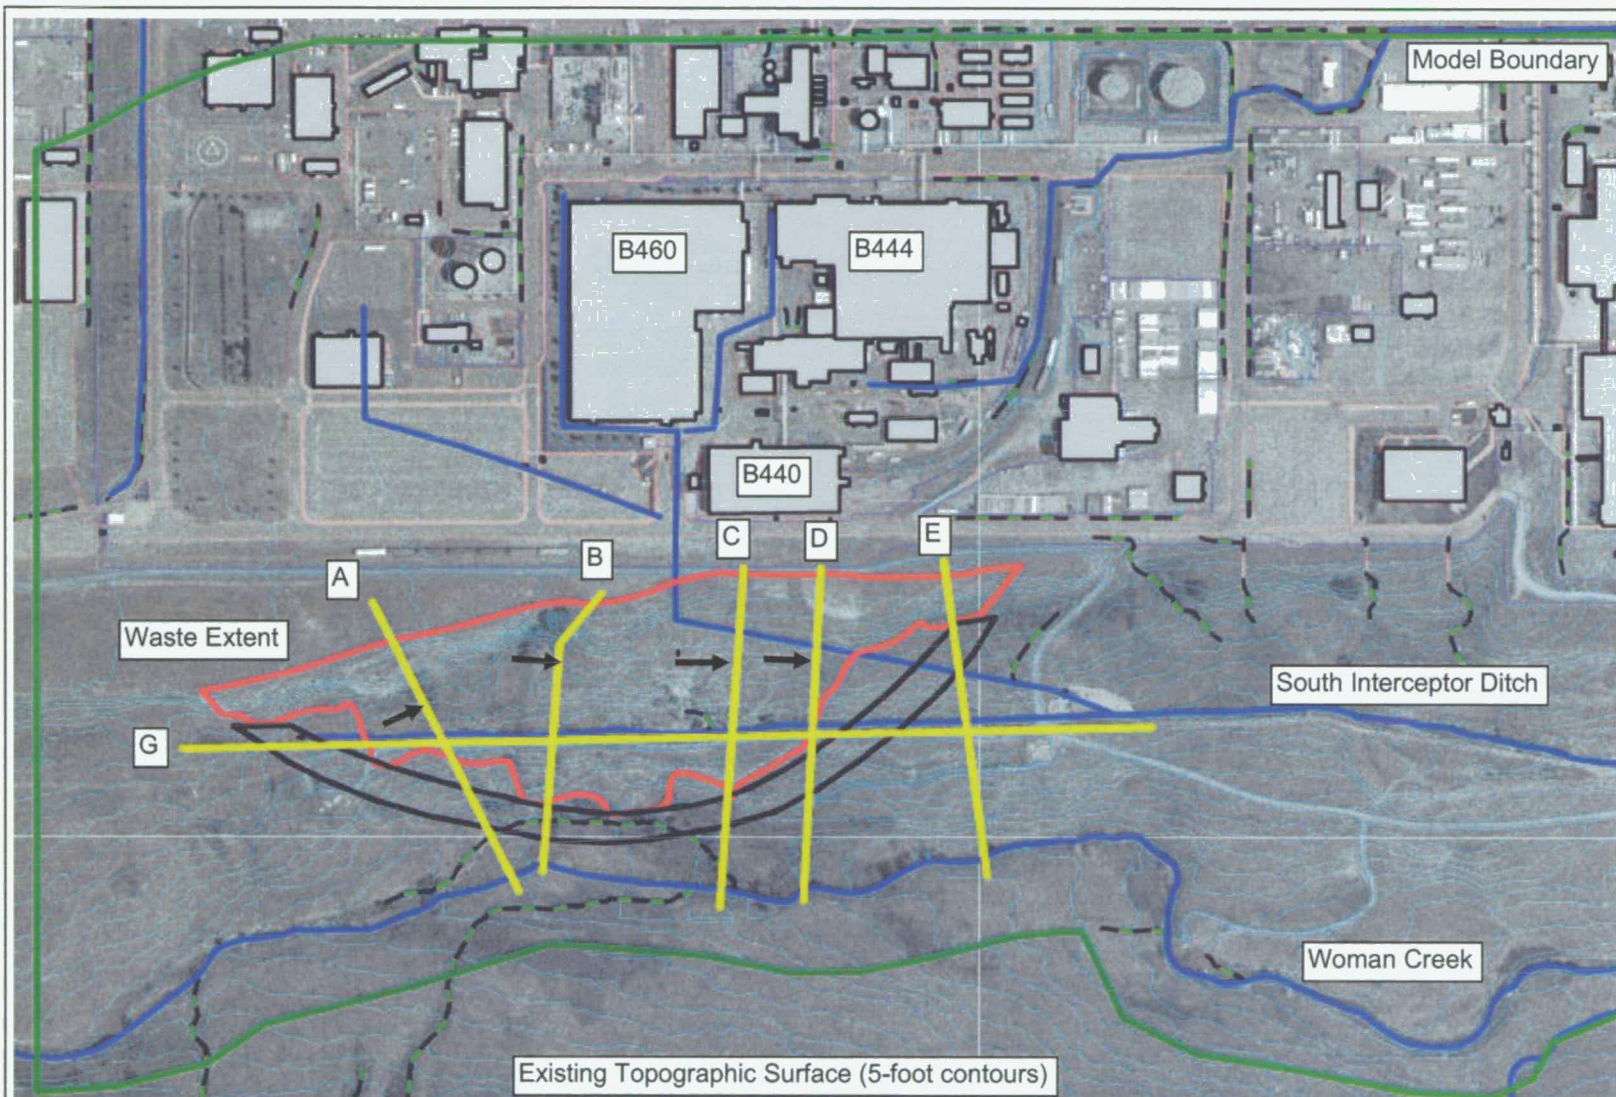 Model Boundary
B460
B444
B440
C
D
E
B
A
Waste Extent
South Interceptor Ditch
G
Woman Creek
Existing Topographic Surface (5-foot contours)